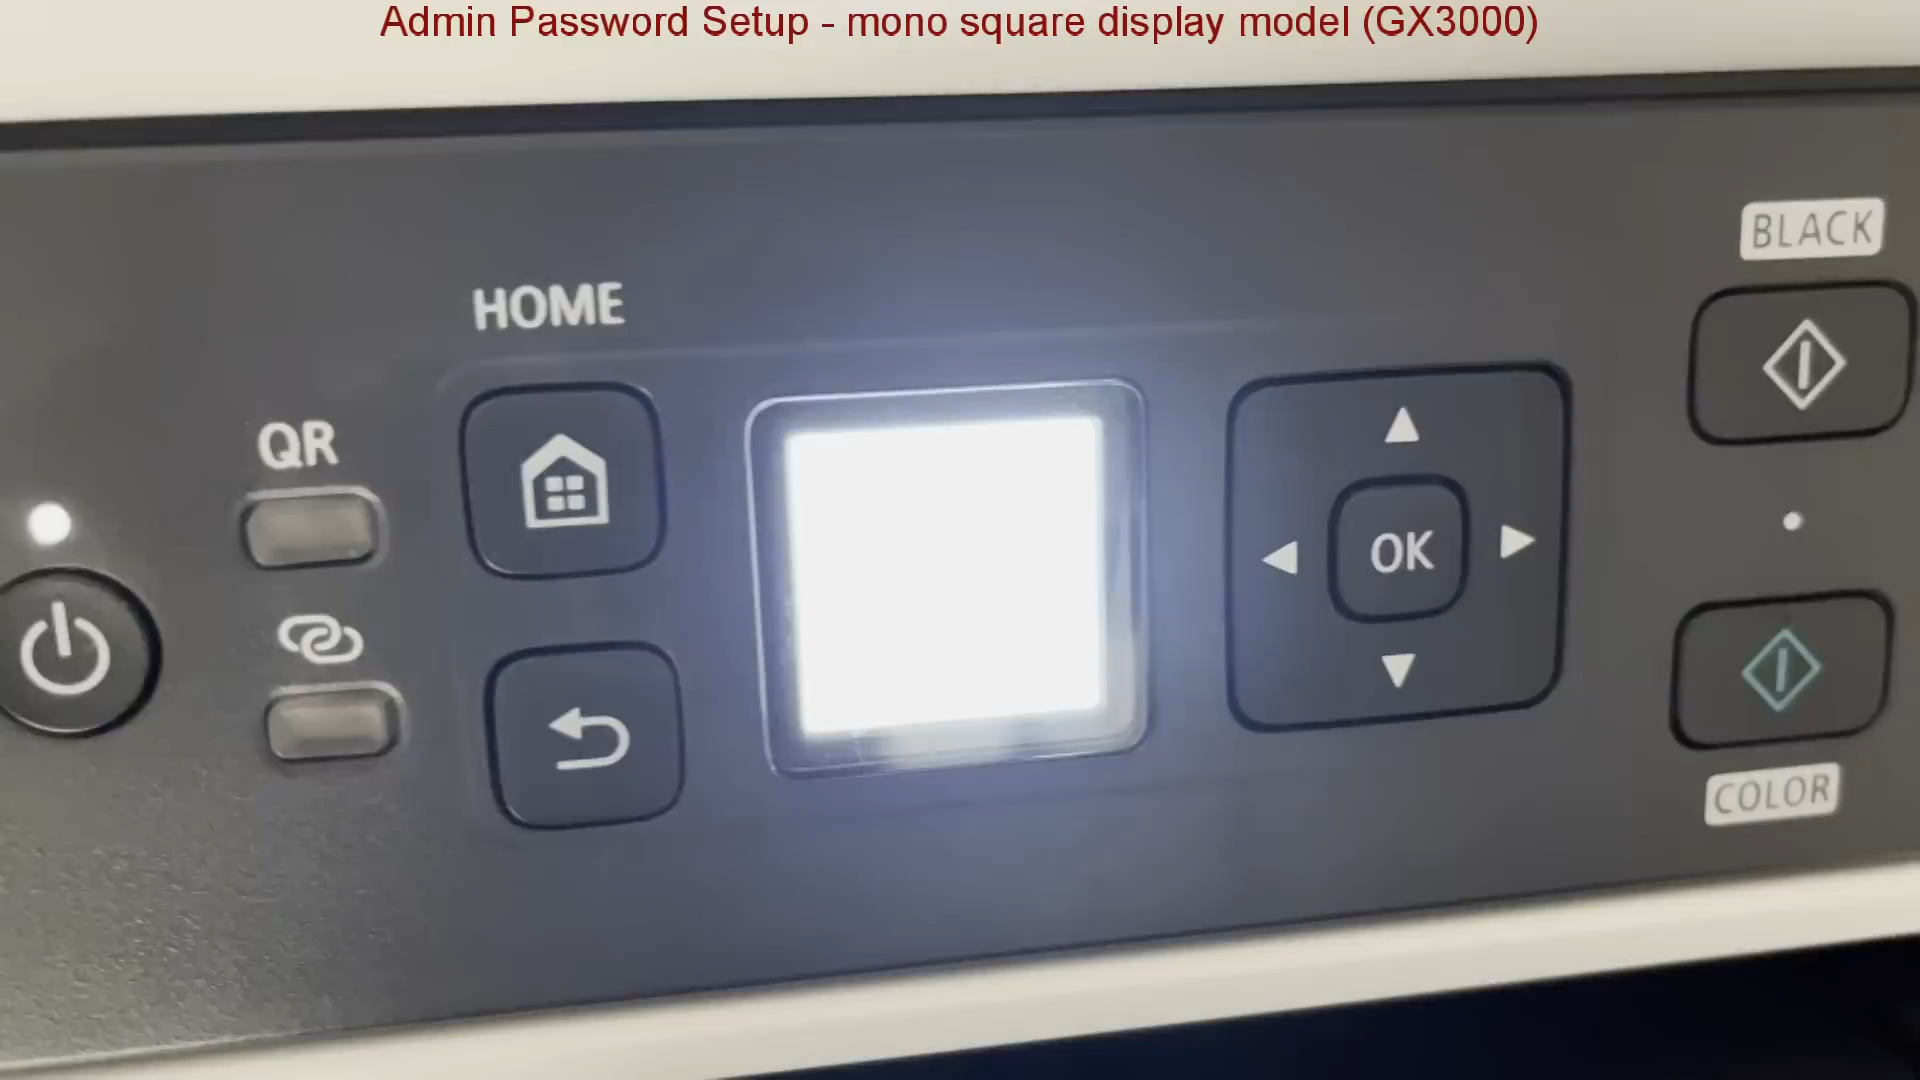 Admin Password Setup - mono square display model (GX3000)
BLACK
HOME
QR
OK
COLOR